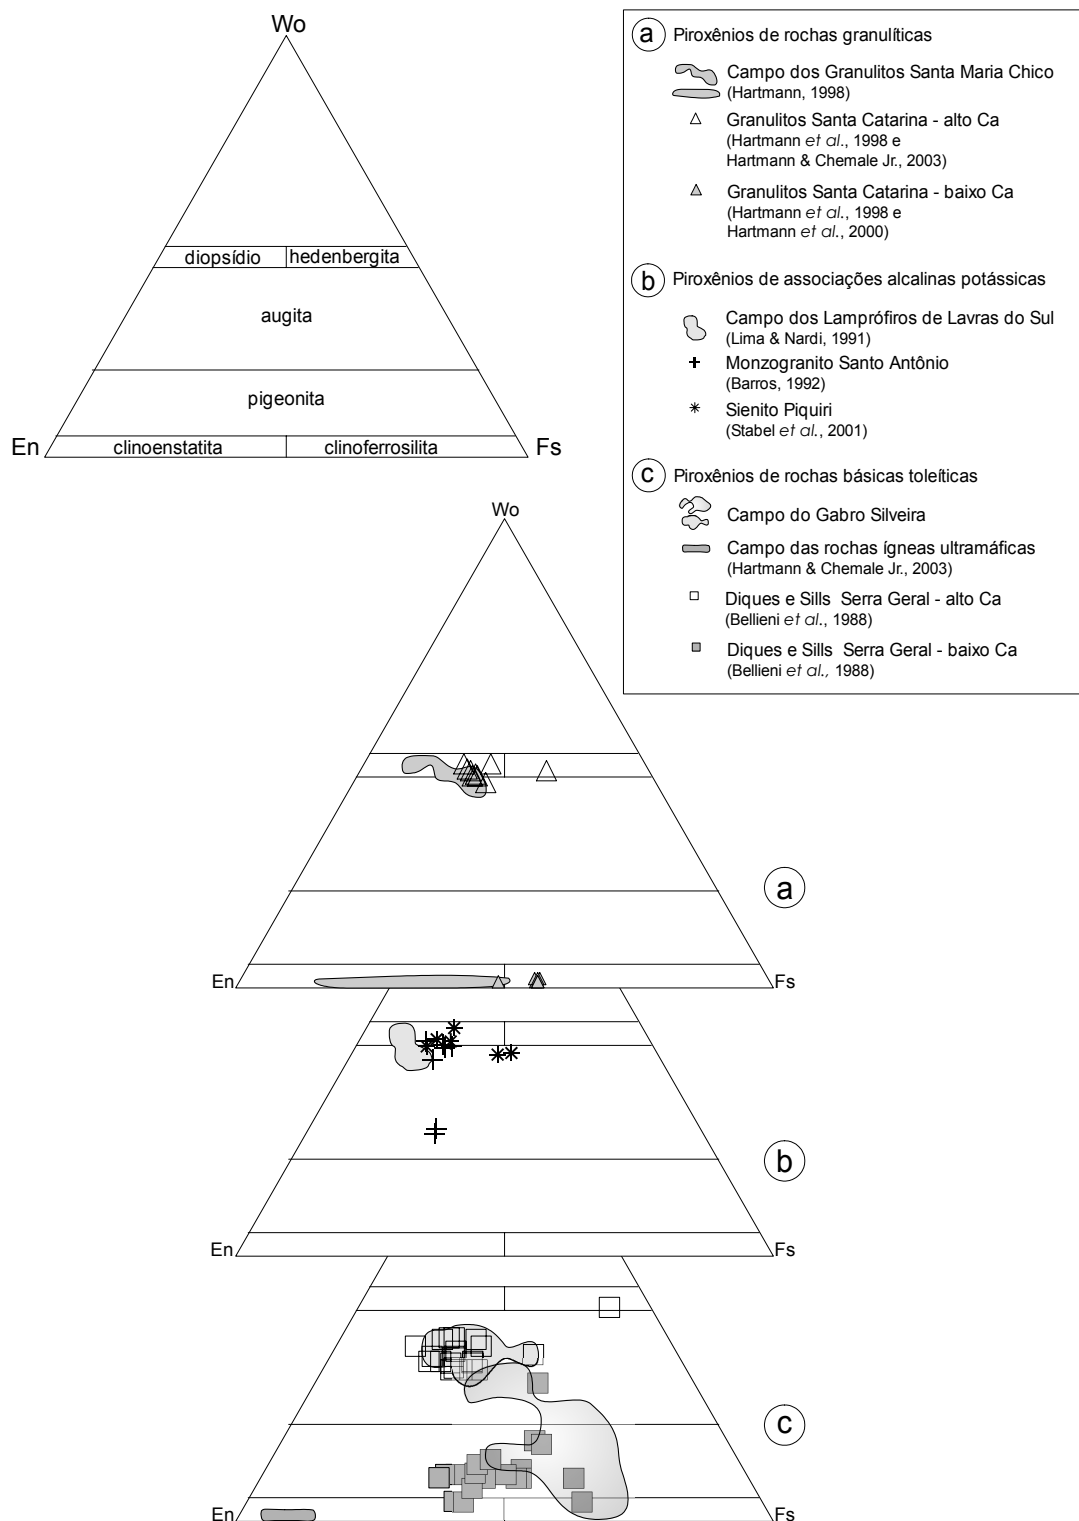 Wo
diopsídio
hedenbergita
augita
pigeonita
En
clinoenstatita
clinoferrosilita
Fs
a
Piroxênios de rochas granulíticas
Campo dos Granulitos Santa Maria Chico
(Hartmann, 1998)
Granulitos Santa Catarina - alto Ca
(Hartmann et al., 1998 e
Hartmann & Chemale Jr., 2003)
Granulitos Santa Catarina - baixo Ca
(Hartmann et al., 1998 e
Hartmann et al., 2000)
b
Piroxênios de associações alcalinas potássicas
Campo dos Lamprófiros de Lavras do Sul
(Lima & Nardi, 1991)
Monzogranito Santo Antônio
(Barros, 1992)
Sienito Piquiri
(Stabel et al., 2001)
c
Piroxênios de rochas básicas toleíticas
Campo do Gabro Silveira
Campo das rochas ígneas ultramáficas
(Hartmann & Chemale Jr., 2003)
Diques e Sills Serra Geral - alto Ca
(Bellieni et al., 1988)
Diques e Sills Serra Geral - baixo Ca
(Bellieni et al., 1988)
Wo
a
En
Fs
b
En
Fs
c
En
Fs